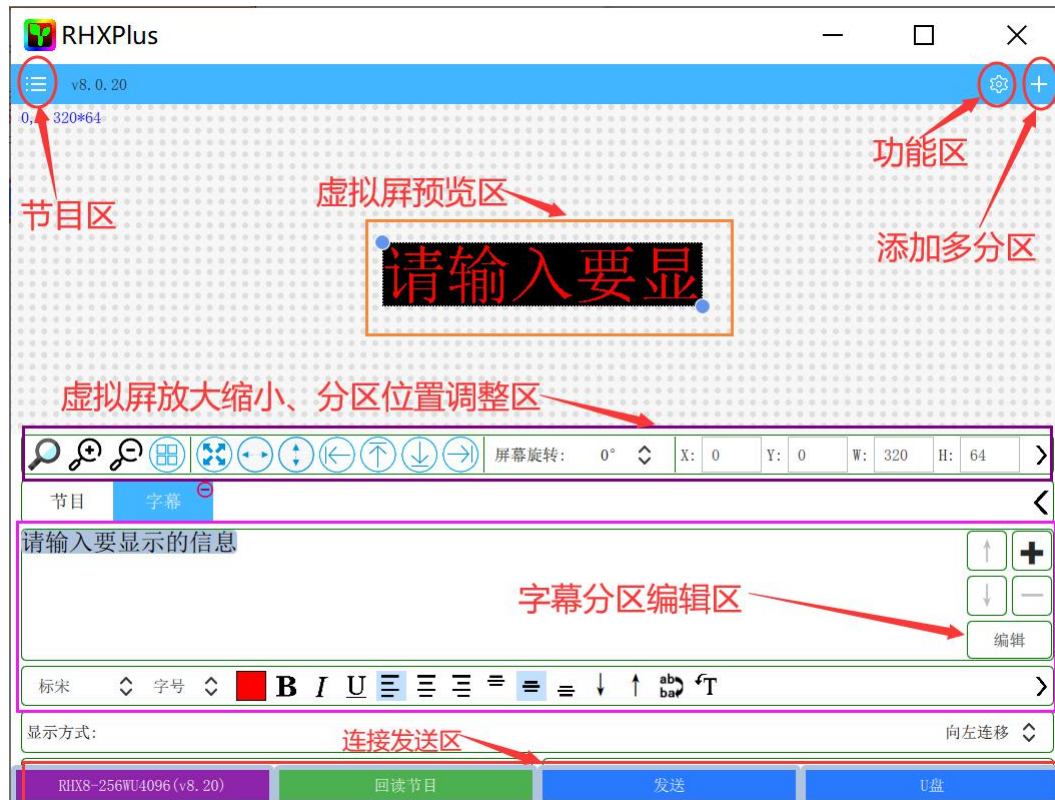 RHXPlus
v8.0.20
0, 320*64
功能区
虚拟屏预览区
节目区
添加多分区
请输入要显
虚拟屏放大缩小、分区位置调整区
屏幕旋转: 0° X: 0 Y: 0 W: 320 H: 64
节目 字幕
请输入要显示的信息
字幕分区编辑区
编辑
标宋 字号 B I U ab ba T
显示方式: 向左连移
连接发送区
RHX8-256WU4096(v8.20) 回读节目 发送 U盘